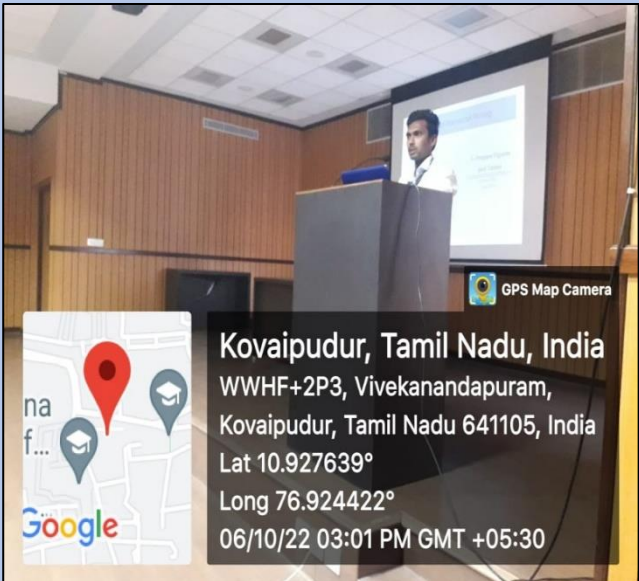 GPS Map Camera
Kovaipudur, Tamil Nadu, India
WWHF+2P3, Vivekanandapuram,
Kovaipudur, Tamil Nadu 641105, India
Lat 10.927639°
Long 76.924422°
06/10/22 03:01 PM GMT +05:30
na
f...
Google